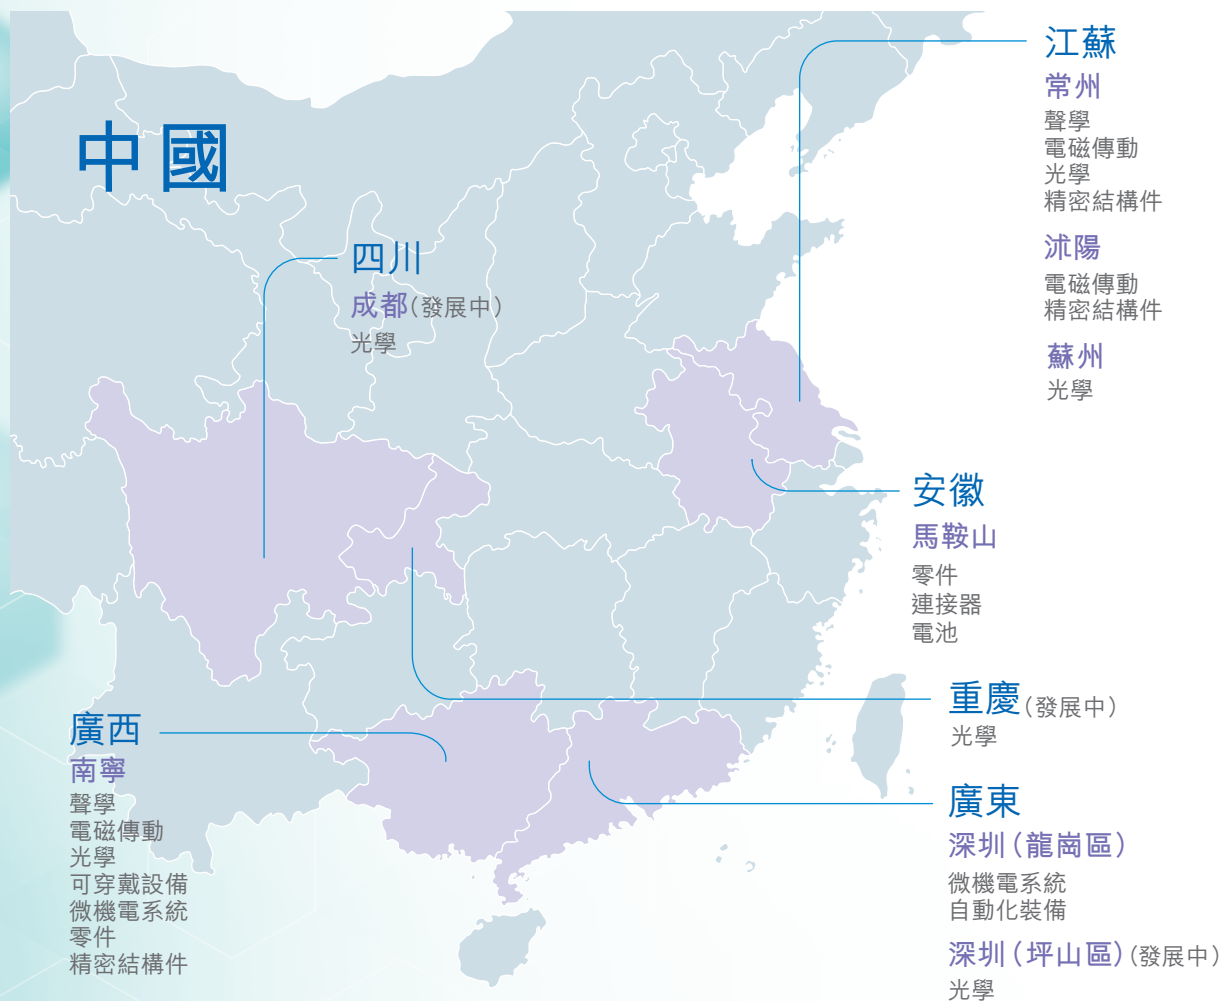 中國
江蘇
常州
聲學
電磁傳動
光學
精密結構件
沭陽
電磁傳動
精密結構件
蘇州
光學
四川
成都(發展中)
光學
安徽
馬鞍山
零件
連接器
電池
重慶(發展中)
光學
廣西
南寧
聲學
電磁傳動
光學
可穿戴設備
微機電系統
零件
精密結構件
廣東
深圳(龍崗區)
微機電系統
自動化裝備
深圳(坪山區)(發展中)
光學